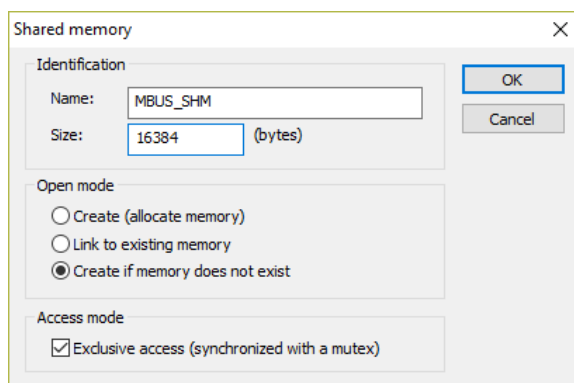 Shared memory
Identification
Name: MBUS_SHM
Size: 16384 (bytes)
OK
Cancel
Open mode
Create (allocate memory)
Link to existing memory
Create if memory does not exist
Access mode
Exclusive access (synchronized with a mutex)